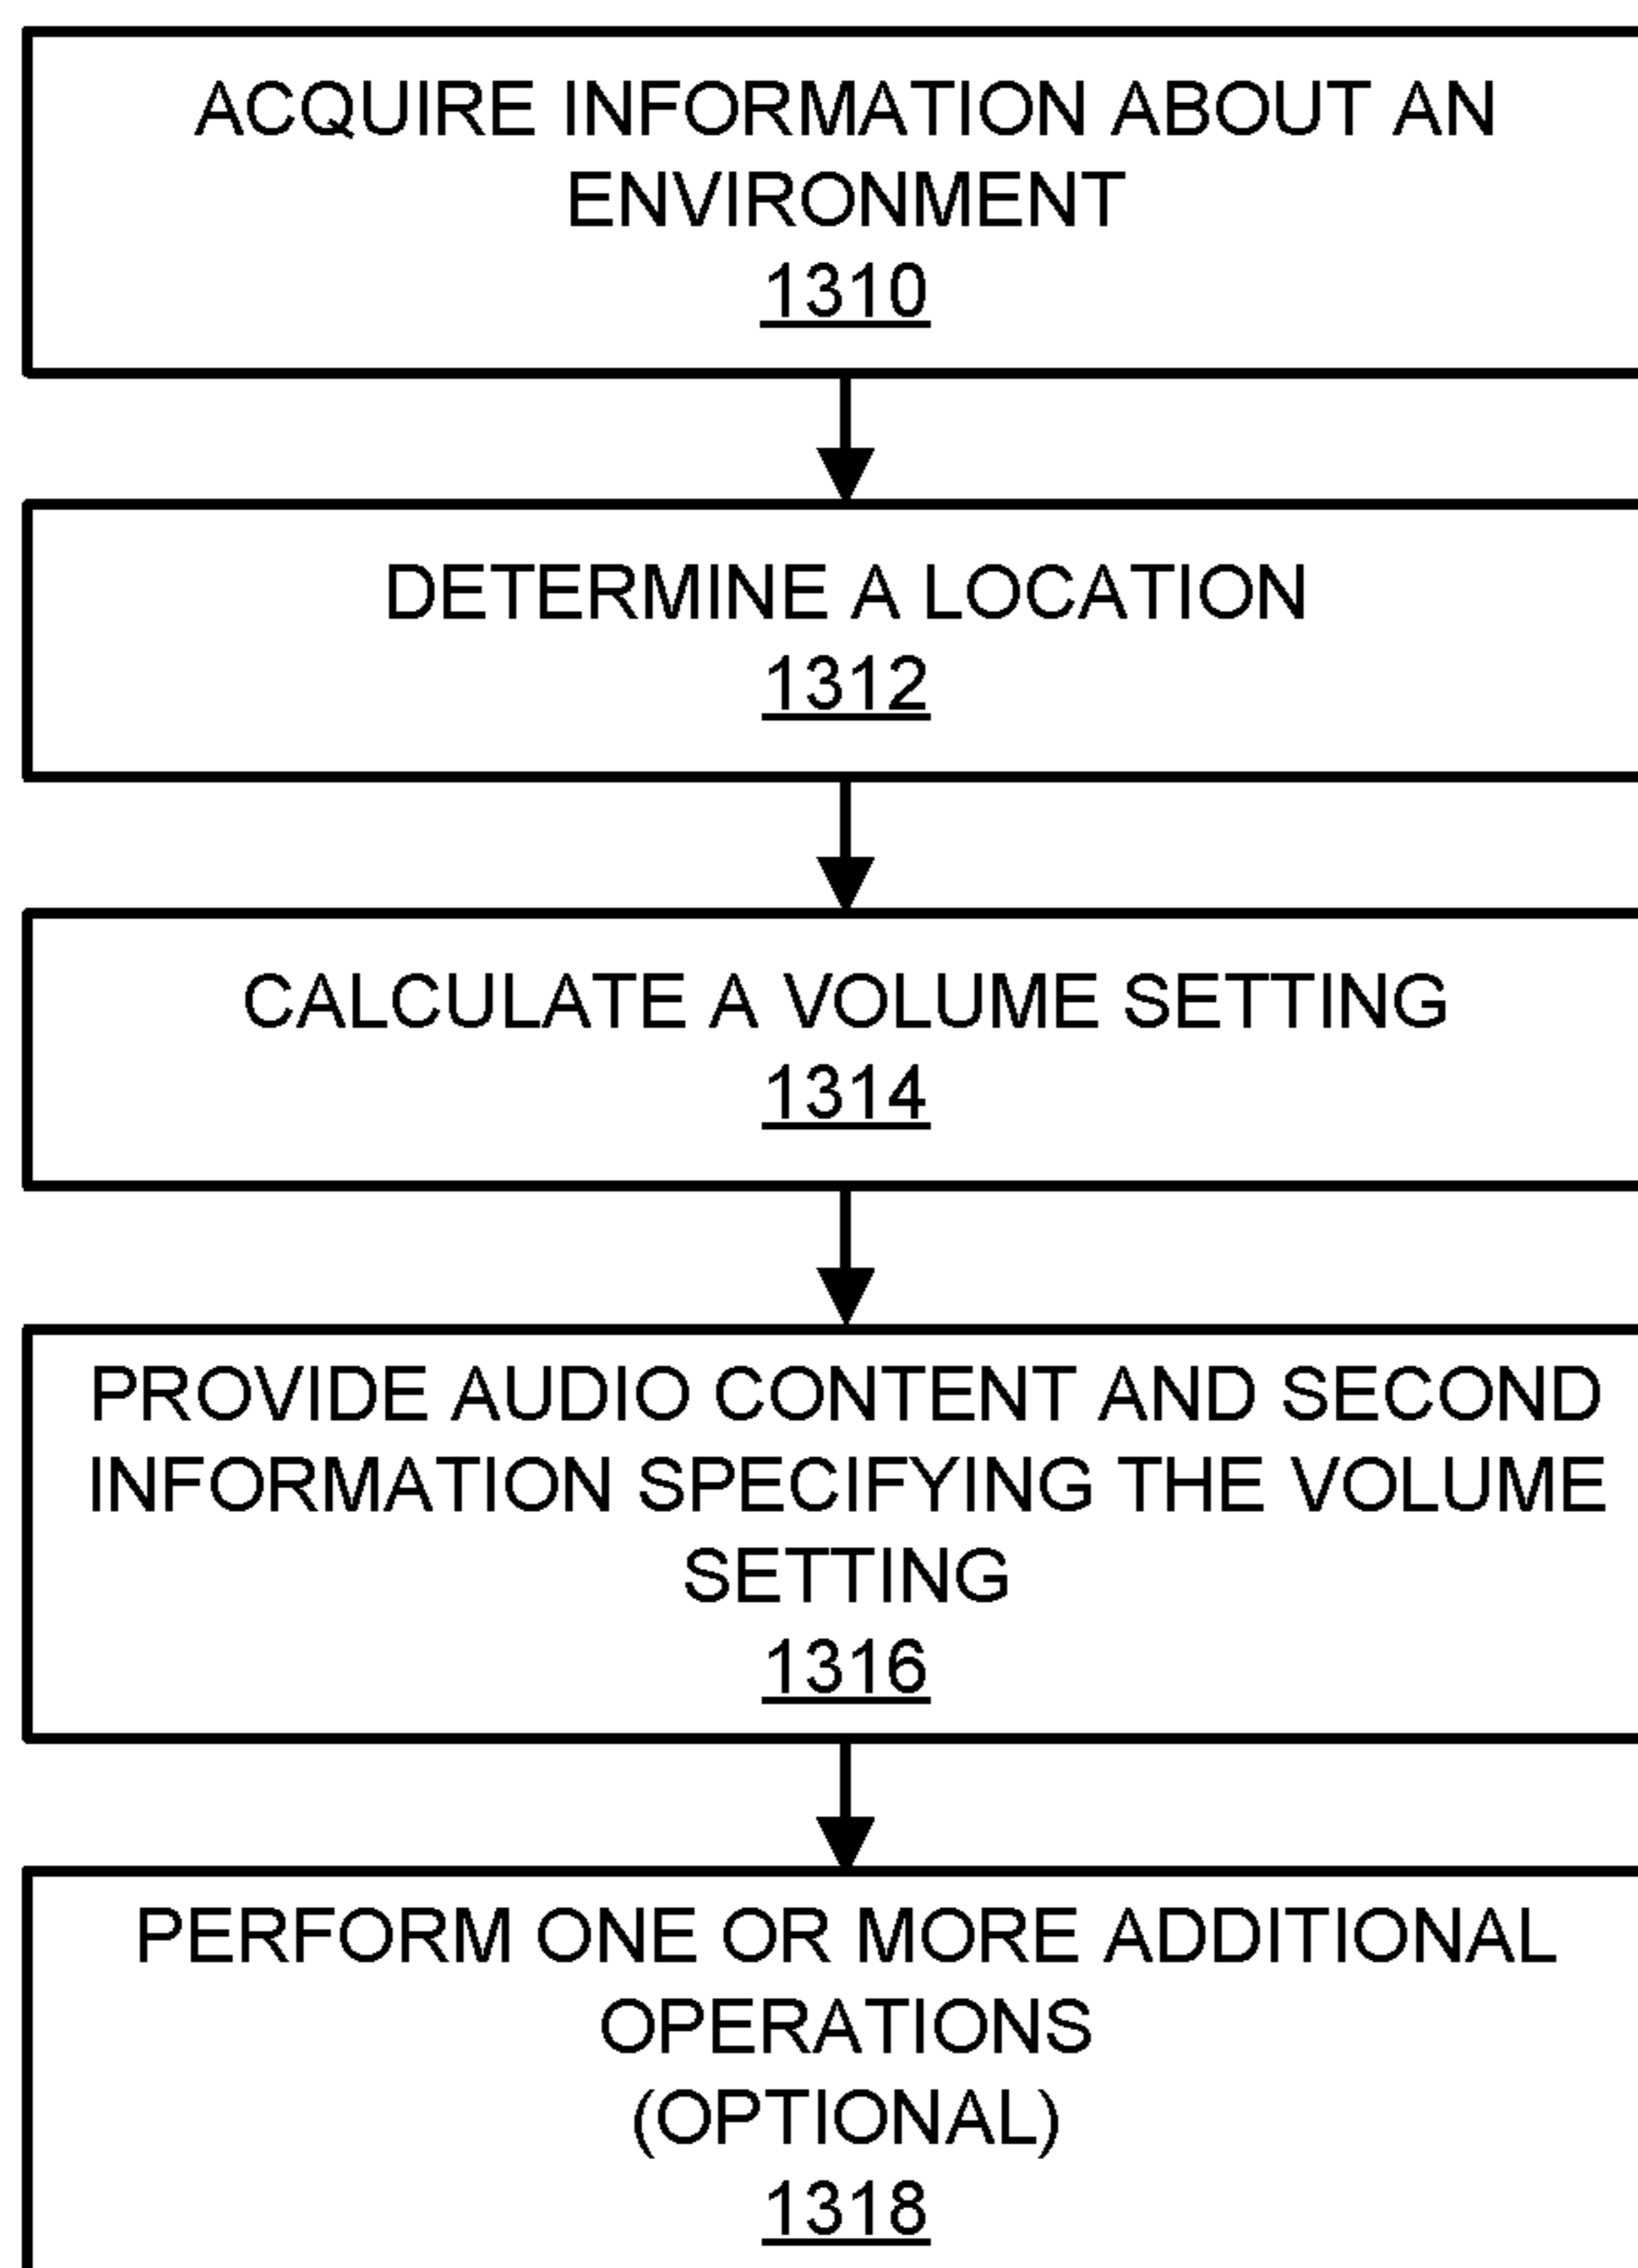 ACQUIRE INFORMATION ABOUT AN
ENVIRONMENT
1310
DETERMINE A LOCATION
1312
CALCULATE A VOLUME SETTING
1314
PROVIDE AUDIO CONTENT AND SECOND
INFORMATION SPECIFYING THE VOLUME
SETTING
1316
PERFORM ONE OR MORE ADDITIONAL
OPERATIONS
(OPTIONAL)
1318